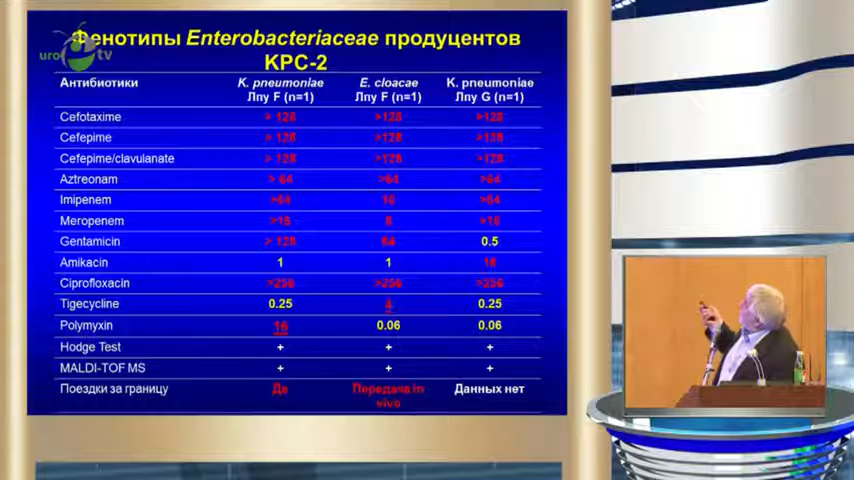 Фенотипы Enterobacteriaceae продуцентов
KPC-2
uro tv
Антибиотики K. pneumoniae Лпу F (n=1) E. cloacae Лпу F (n=1) K. pneumoniae Лпу G (n=1)
Cefotaxime > 128 >128 >128
Cefepime > 128 >128 >128
Cefepime/clavulanate > 128 >128 >128
Aztreonam > 64 >64 >64
Imipenem >64 16 >64
Meropenem >16 8 >16
Gentamicin > 128 64 0.5
Amikacin 1 1 16
Ciprofloxacin >256 >256 >256
Tigecycline 0.25 4 0.25
Polymyxin 16 0.06 0.06
Hodge Test + + +
MALDI-TOF MS + + +
Поездки за границу Да Передача in vivo Данных нет